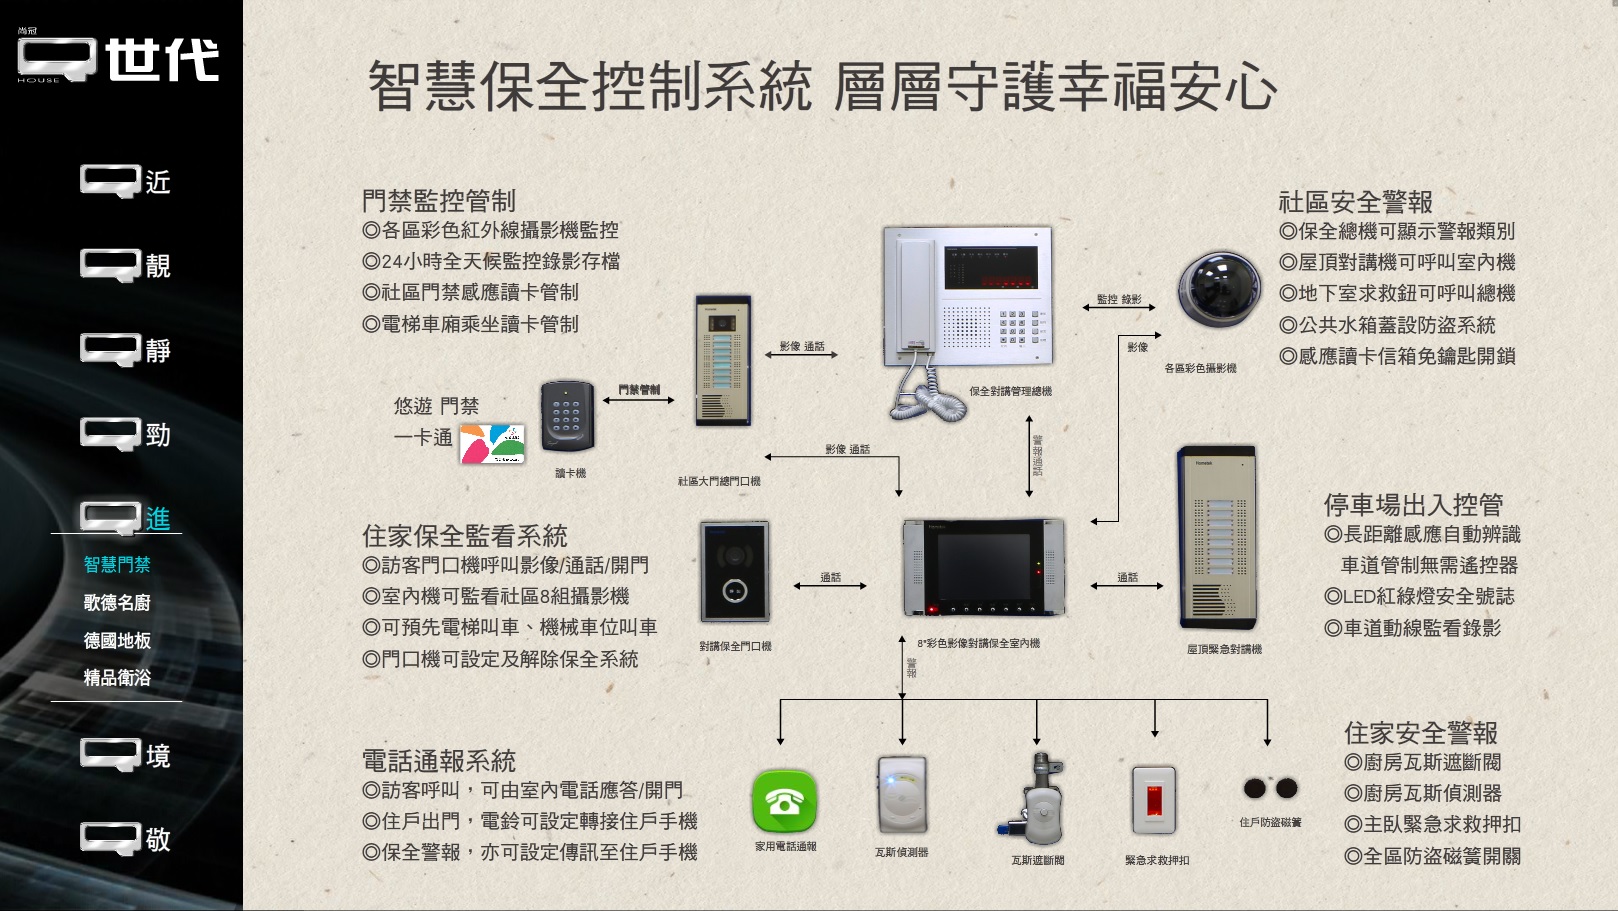 尚冠
世代
HOUSE
近
靚
靜
勁
進
智慧門禁
歌德名廚
德國地板
精品衛浴
境
敬
智慧保全控制系統 層層守護幸福安心
門禁監控管制
◎各區彩色紅外線攝影機監控
◎24小時全天候監控錄影存檔
◎社區門禁感應讀卡管制
◎電梯車廂乘坐讀卡管制
悠遊 門禁
一卡通
讀卡機
門禁管制
社區大門總門口機
影像 通話
保全對講管理總機
監控 錄影
影像
各區彩色攝影機
影像 通話
警報通話
社區安全警報
◎保全總機可顯示警報類別
◎屋頂對講機可呼叫室內機
◎地下室求救鈕可呼叫總機
◎公共水箱蓋設防盜系統
◎感應讀卡信箱免鑰匙開鎖
住家保全監看系統
◎訪客門口機呼叫影像/通話/開門
◎室內機可監看社區8組攝影機
◎可預先電梯叫車、機械車位叫車
◎門口機可設定及解除保全系統
對講保全門口機
通話
8"彩色影像對講保全室內機
通話
Hometek
屋頂緊急對講機
停車場出入控管
◎長距離感應自動辨識
車道管制無需遙控器
◎LED紅綠燈安全號誌
◎車道動線監看錄影
警報
電話通報系統
◎訪客呼叫，可由室內電話應答/開門
◎住戶出門，電鈴可設定轉接住戶手機
◎保全警報，亦可設定傳訊至住戶手機
家用電話通報
瓦斯偵測器
瓦斯遮斷閥
緊急求救押扣
住戶防盜磁簧
住家安全警報
◎廚房瓦斯遮斷閥
◎廚房瓦斯偵測器
◎主臥緊急求救押扣
◎全區防盜磁簧開關